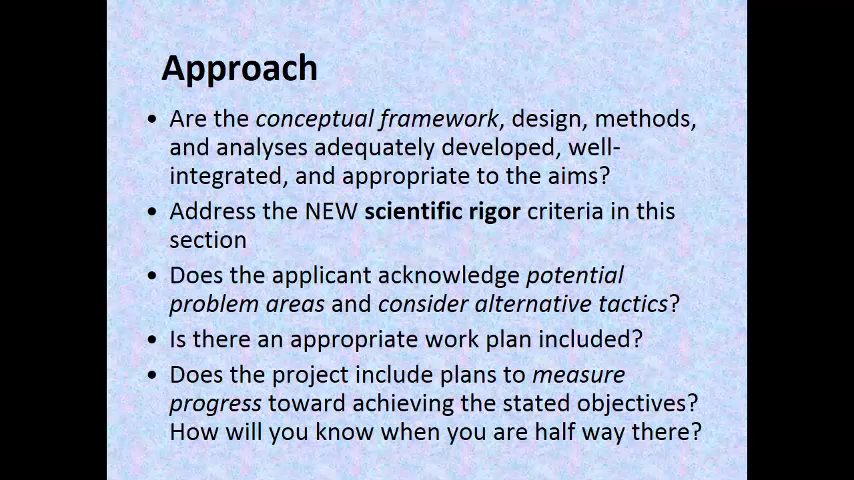 Approach
• Are the conceptual framework, design, methods,
and analyses adequately developed, well-
integrated, and appropriate to the aims?
• Address the NEW scientific rigor criteria in this
section
• Does the applicant acknowledge potential
problem areas and consider alternative tactics?
• Is there an appropriate work plan included?
• Does the project include plans to measure
progress toward achieving the stated objectives?
How will you know when you are half way there?